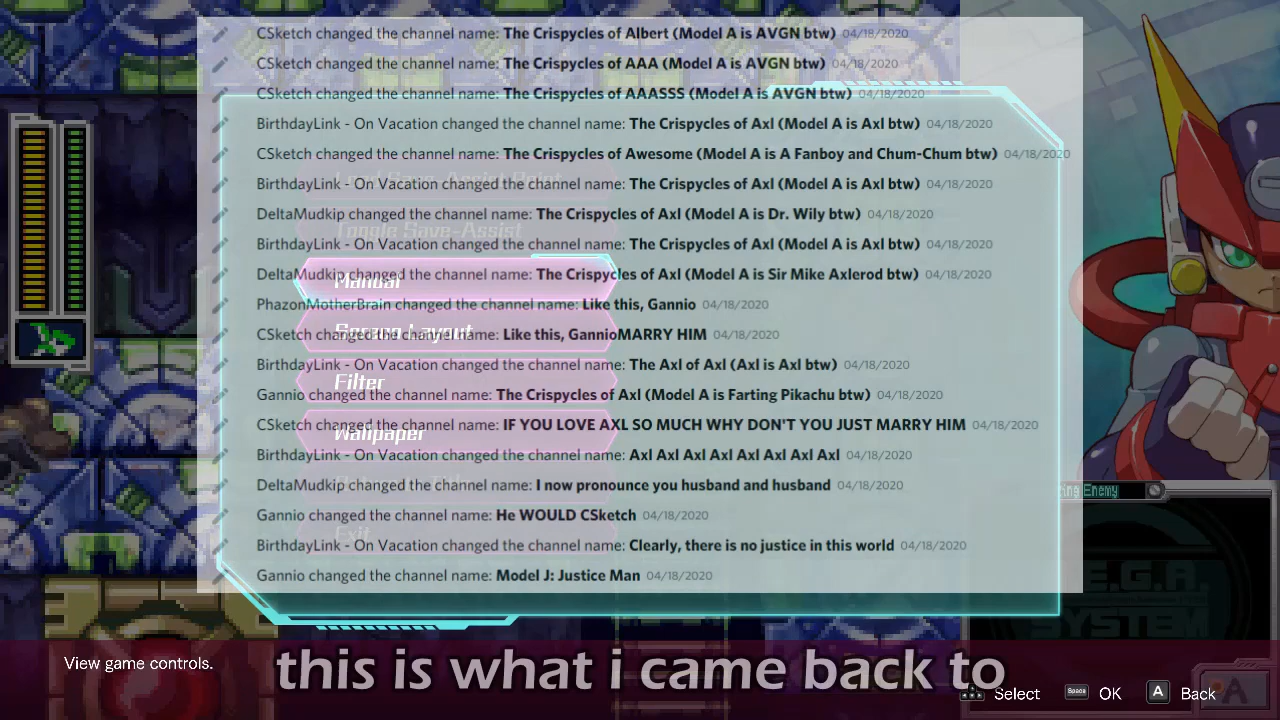 CSketch changed the channel name: The Crispycles of Albert (Model A is AVGN btw) 04/18/2020
CSketch changed the channel name: The Crispycles of AAA (Model A is AVGN btw) 04/18/2020
CSketch changed the channel name: The Crispycles of AAASSS (Model A is AVGN btw) 04/18/2020
BirthdayLink - On Vacation changed the channel name: The Crispycles of Axl (Model A is Axl btw) 04/18/2020
CSketch changed the channel name: The Crispycles of Awesome (Model A is A Fanboy and Chum-Chum btw) 04/18/2020
Load Save-Assist Point
BirthdayLink - On Vacation changed the channel name: The Crispycles of Axl (Model A is Axl btw) 04/18/2020
DeltaMudkip changed the channel name: The Crispycles of Axl (Model A is Dr. Wily btw) 04/18/2020
Toggle Save-Assist
BirthdayLink - On Vacation changed the channel name: The Crispycles of Axl (Model A is Axl btw) 04/18/2020
DeltaMudkip changed the channel name: The Crispycles of Axl (Model A is Sir Mike Axlerod btw) 04/18/2020
Manual
PhazonMotherBrain changed the channel name: Like this, Gannio 04/18/2020
CSketch changed the channel name: Like this, GannioMARRY HIM 04/18/2020
Screen Layout
BirthdayLink - On Vacation changed the channel name: The Axl of Axl (Axl is Axl btw) 04/18/2020
Filter
Gannio changed the channel name: The Crispycles of Axl (Model A is Farting Pikachu btw) 04/18/2020
CSketch changed the channel name: IF YOU LOVE AXL SO MUCH WHY DON'T YOU JUST MARRY HIM 04/18/2020
Wallpaper
BirthdayLink - On Vacation changed the channel name: Axl Axl Axl Axl Axl Axl Axl Axl 04/18/2020
DeltaMudkip changed the channel name: I now pronounce you husband and husband 04/18/2020
Enemy
Gannio changed the channel name: He WOULD CSketch 04/18/2020
Exit
BirthdayLink - On Vacation changed the channel name: Clearly, there is no justice in this world 04/18/2020
Gannio changed the channel name: Model J: Justice Man 04/18/2020
SYSTEM
View game controls.
this is what i came back to
Select Space OK A Back